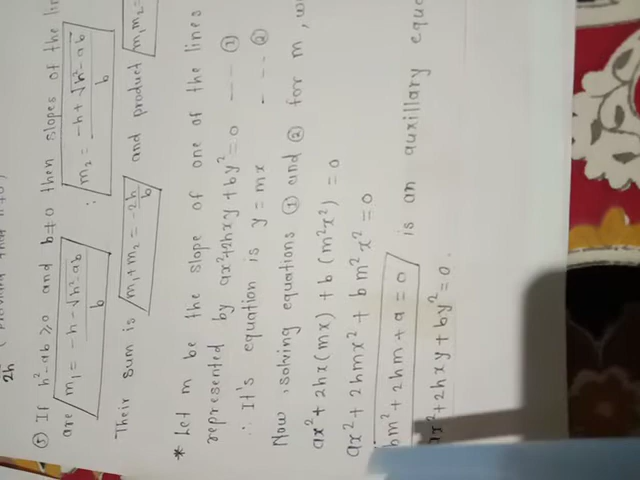 2h
① If h²-ab ≥ 0 and b ≠ 0 then slopes of the
are m₁ = -h - √h²-ab / b ; m₂ = -h + √h²-ab / b
Their sum is m₁+m₂ = -2h/b and product m₁m₂ =
* Let m be the slope of one of the lines
represented by ax²+2hxy+by²=0 --- ①
∴ It's equation is y = mx --- ②
Now, solving equations ① and ② for m,
ax² + 2hx(mx) + b(m²x²) = 0
ax² + 2hmx² + bm²x² = 0
bm² + 2hm + a = 0 is an auxillary
ax²+2hxy+by²=0.